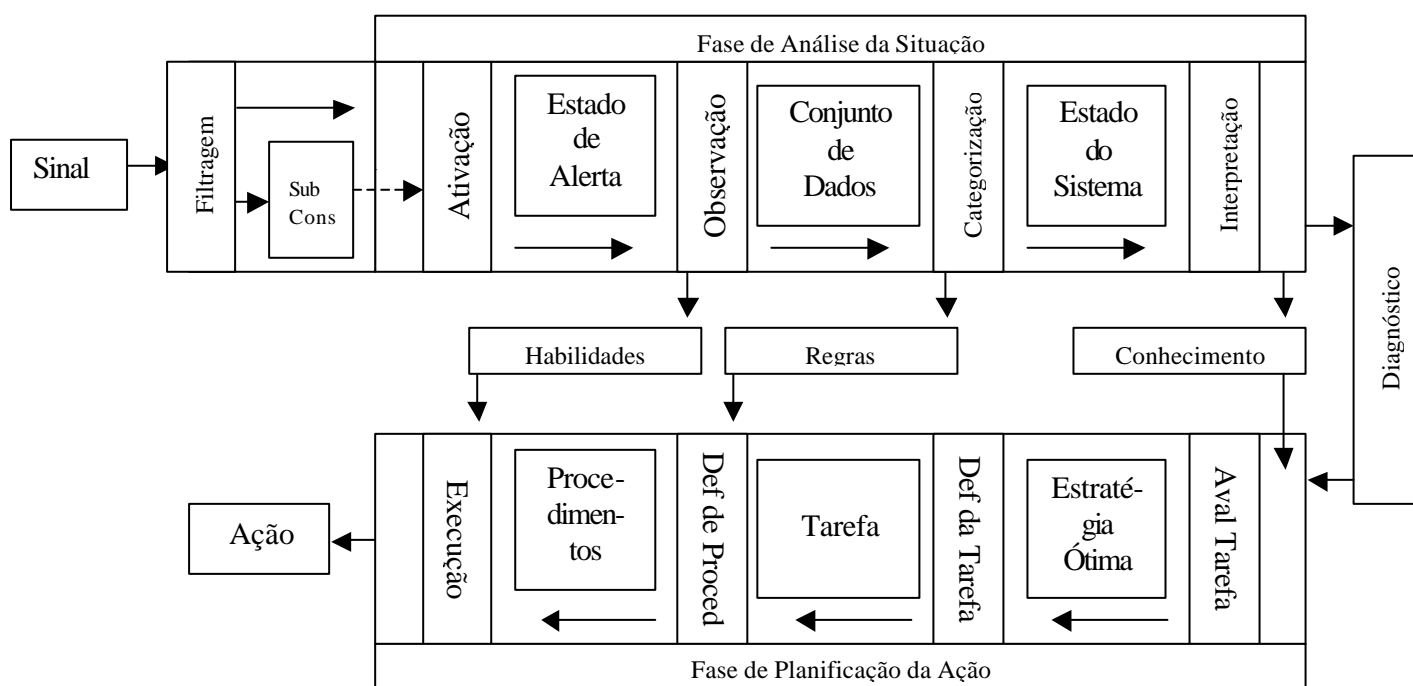 Fase de Análise da Situação
Sinal
Filtragem
Sub
Cons
Ativação
Estado
de
Alerta
Observação
Conjunto
de
Dados
Categorização
Estado
do
Sistema
Interpretação
Diagnóstico
Habilidades
Regras
Conhecimento
Ação
Execução
Proce-
dimen-
tos
Def de Proced
Tarefa
Def da Tarefa
Estraté-
gia
Ótima
Aval Tarefa
Fase de Planificação da Ação